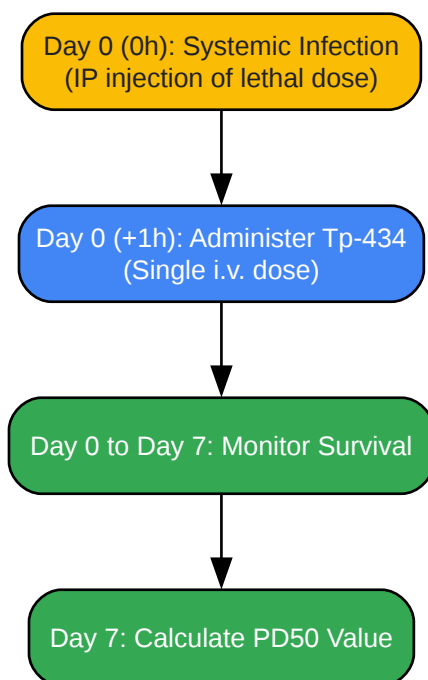 Day 0 (0h): Systemic Infection
(IP injection of lethal dose)
Day 0 (+1h): Administer Tp-434
(Single i.v. dose)
Day 0 to Day 7: Monitor Survival
Day 7: Calculate PD50 Value